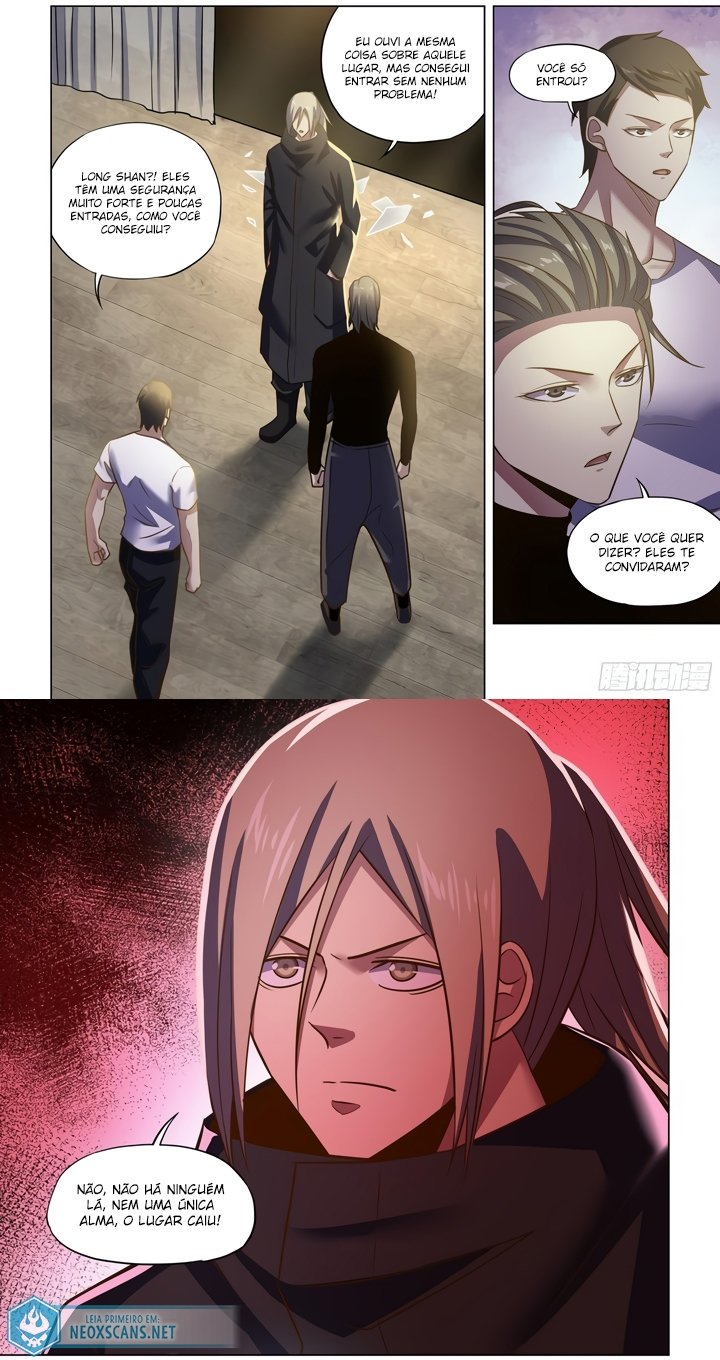 LONG SHAN?! ELES
TÊM UMA SEGURANÇA
MUITO FORTE E POUCAS
ENTRADAS, COMO VOCÊ
CONSEGUIU?
EU OUVI A MESMA
COISA SOBRE AQUELE
LUGAR, MAS CONSEGUI
ENTRAR SEM NENHUM
PROBLEMA!
VOCÊ SÓ
ENTROU?
O QUE VOCÊ QUER
DIZER? ELES TE
CONVIDARAM?
腾讯动漫
NÃO, NÃO HÁ NINGUÉM
LÁ, NEM UMA ÚNICA
ALMA, O LUGAR CAIU!
LEIA PRIMEIRO EM:
NEOXSCANS.NET